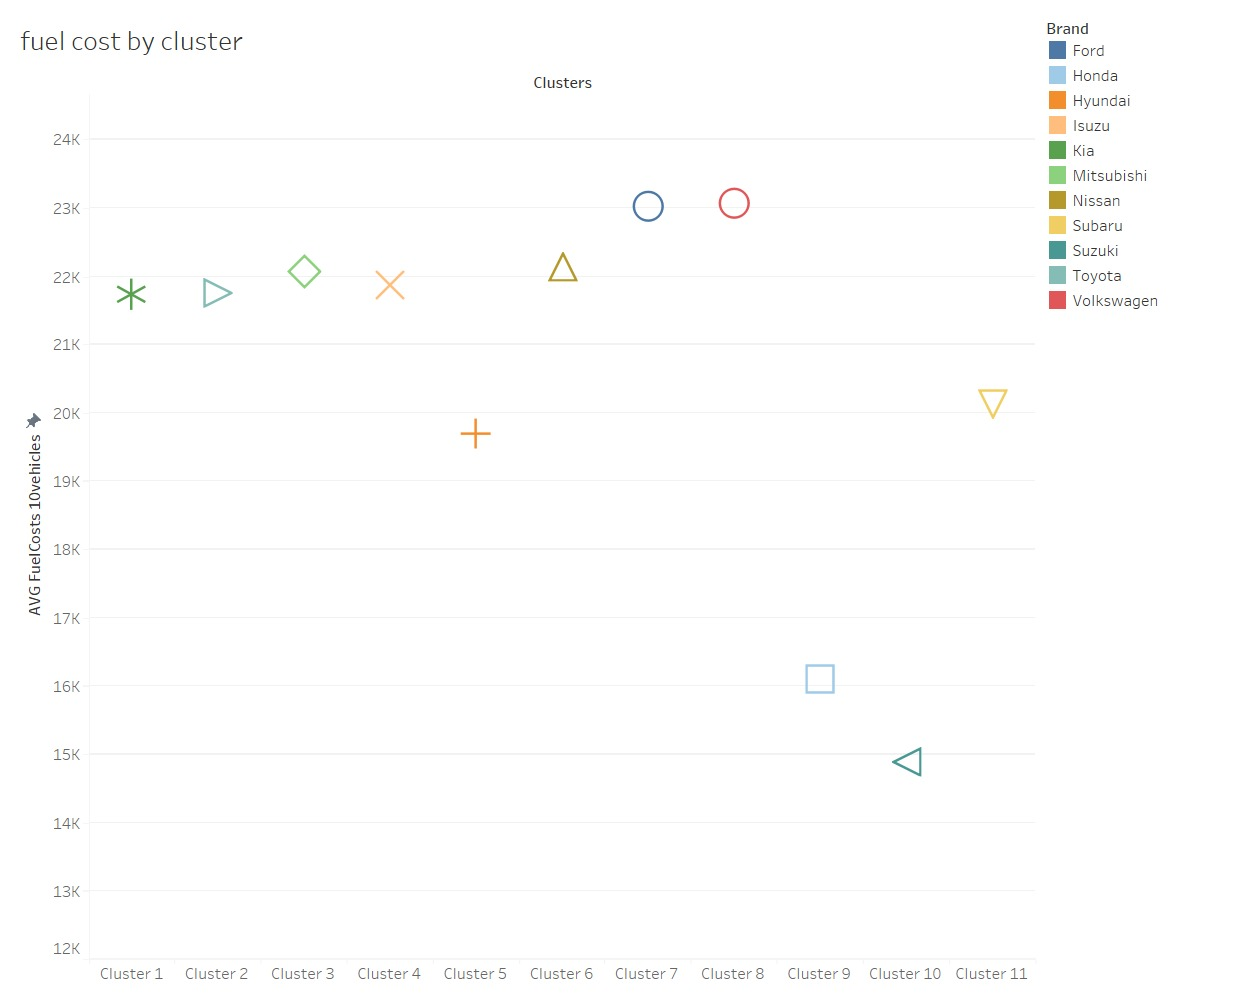 fuel cost by cluster
Clusters
24K
23K
22K
21K
20K
19K
18K
17K
16K
15K
14K
13K
12K
AVG FuelCosts 10vehicles
Cluster 1
Cluster 2
Cluster 3
Cluster 4
Cluster 5
Cluster 6
Cluster 7
Cluster 8
Cluster 9
Cluster 10
Cluster 11
Brand
Ford
Honda
Hyundai
Isuzu
Kia
Mitsubishi
Nissan
Subaru
Suzuki
Toyota
Volkswagen